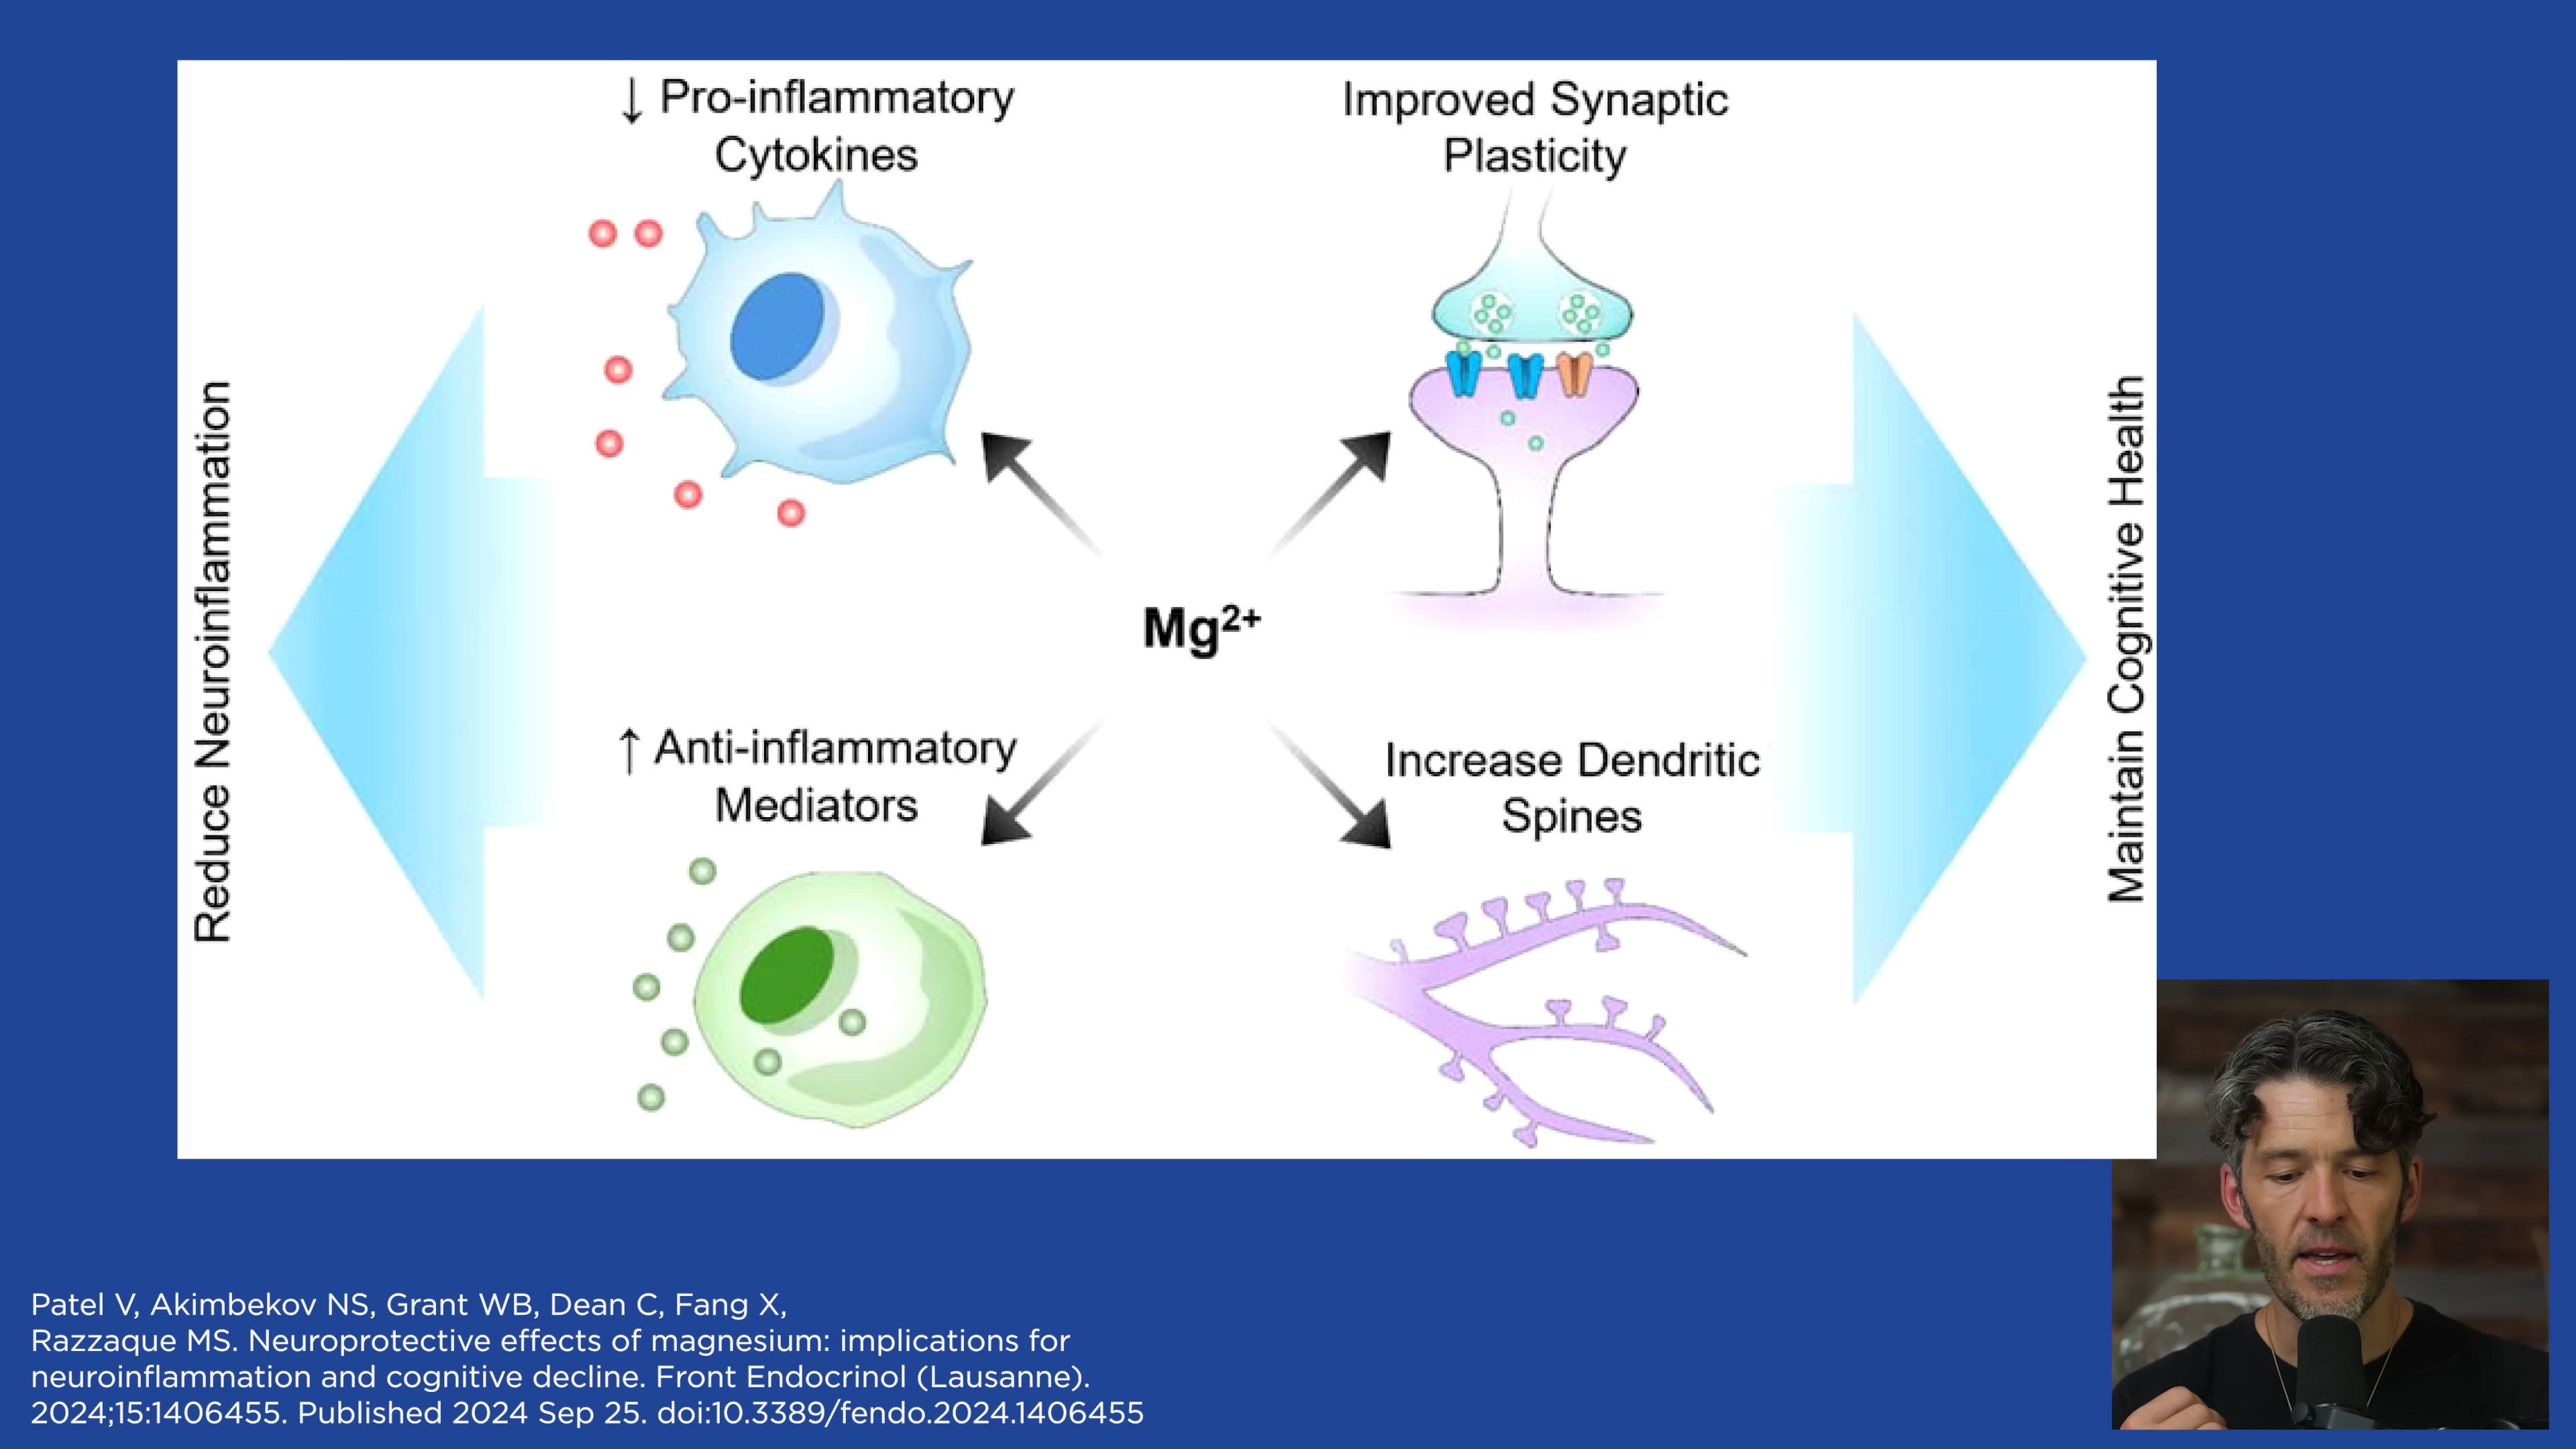 ↓ Pro-inflammatory
Cytokines
Improved Synaptic
Plasticity
Reduce Neuroinflammation
Mg²⁺
Maintain Cognitive Health
↑ Anti-inflammatory
Mediators
Increase Dendritic
Spines
Patel V, Akimbekov NS, Grant WB, Dean C, Fang X,
Razzaque MS. Neuroprotective effects of magnesium: implications for
neuroinflammation and cognitive decline. Front Endocrinol (Lausanne).
2024;15:1406455. Published 2024 Sep 25. doi:10.3389/fendo.2024.1406455